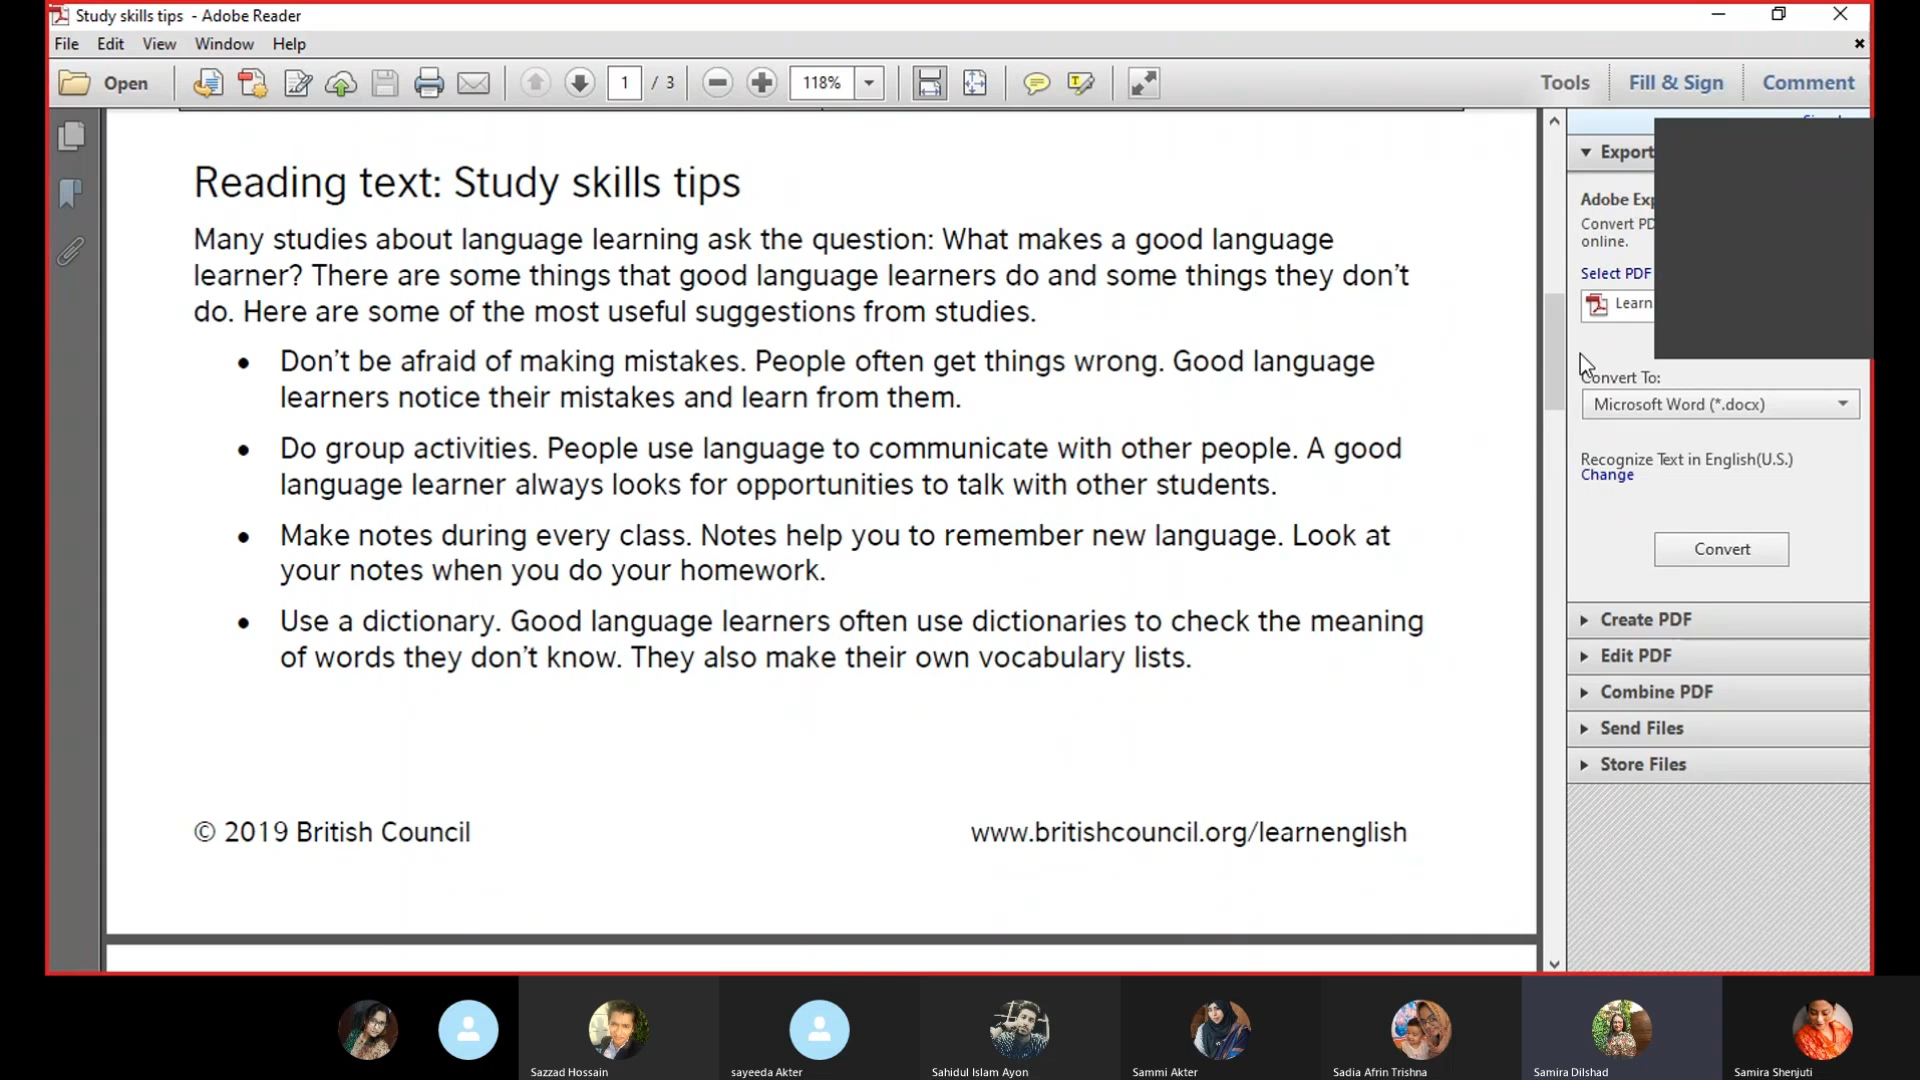 Study skills tips - Adobe Reader
File Edit View Window Help
Open 1 / 3 118% Tools Fill & Sign Comment
Reading text: Study skills tips
Many studies about language learning ask the question: What makes a good language
learner? There are some things that good language learners do and some things they don't
do. Here are some of the most useful suggestions from studies.
• Don't be afraid of making mistakes. People often get things wrong. Good language
learners notice their mistakes and learn from them.
• Do group activities. People use language to communicate with other people. A good
language learner always looks for opportunities to talk with other students.
• Make notes during every class. Notes help you to remember new language. Look at
your notes when you do your homework.
• Use a dictionary. Good language learners often use dictionaries to check the meaning
of words they don't know. They also make their own vocabulary lists.
© 2019 British Council www.britishcouncil.org/learnenglish
Export
Adobe Exp
Convert PD
online.
Select PDF
Learn
Convert To:
Microsoft Word (*.docx)
Recognize Text in English(U.S.)
Change
Convert
Create PDF
Edit PDF
Combine PDF
Send Files
Store Files
Sazzad Hossain sayeeda Akter Sahidul Islam Ayon Sammi Akter Sadia Afrin Trishna Samira Dilshad Samira Shenjuti